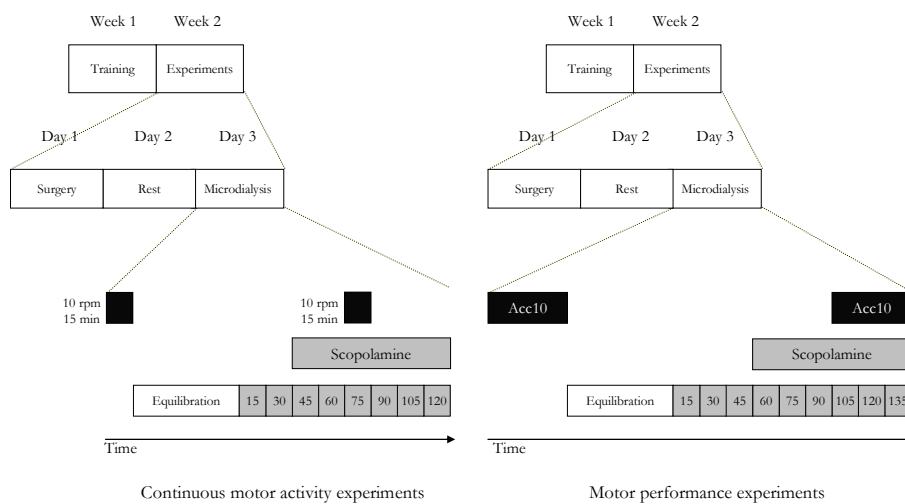 Week 1 Week 2
Training Experiments
Day 1 Day 2 Day 3
Surgery Rest Microdialysis
10 rpm
15 min
10 rpm
15 min
Scopolamine
Equilibration 15 30 45 60 75 90 105 120
Time
Continuous motor activity experiments
Week 1 Week 2
Training Experiments
Day 1 Day 2 Day 3
Surgery Rest Microdialysis
Acc10 Acc10
Scopolamine
Equilibration 15 30 45 60 75 90 105 120 135
Time
Motor performance experiments